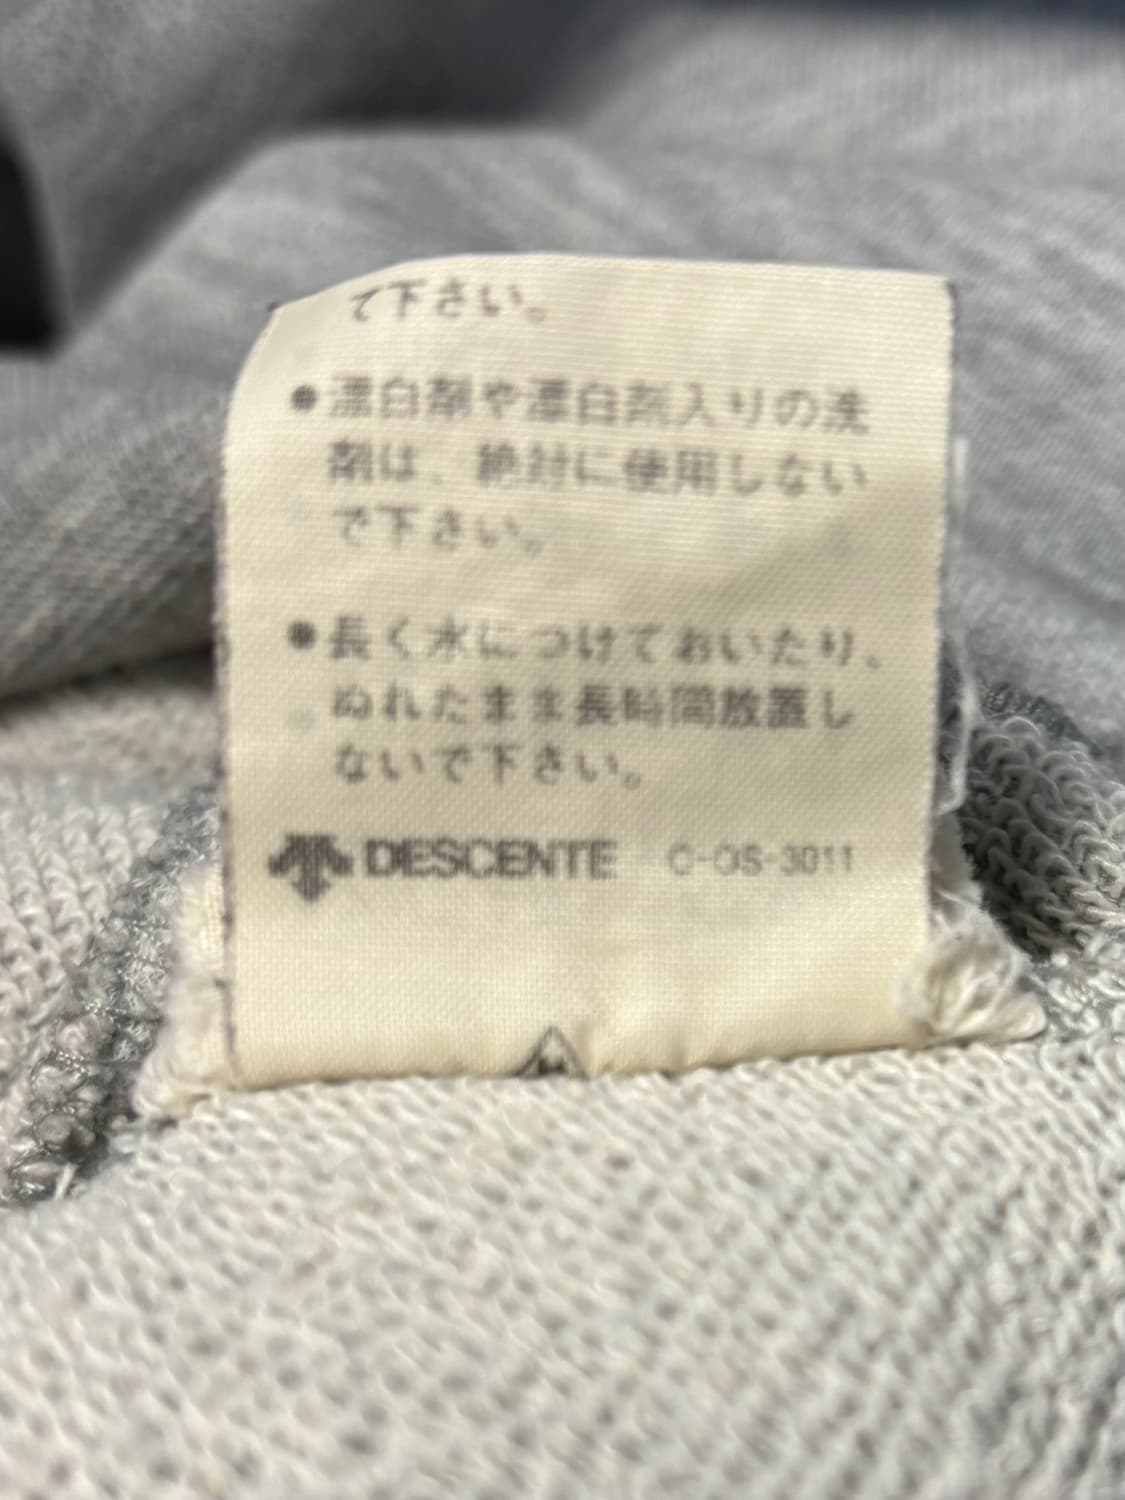 て下さい。
●漂白剤や漂白剤入りの洗
剤は、絶対に使用しない
で下さい。
●長く水につけておいたり、
ぬれたまま長時間放置し
ないで下さい。
DESCENTE C-OS-3011